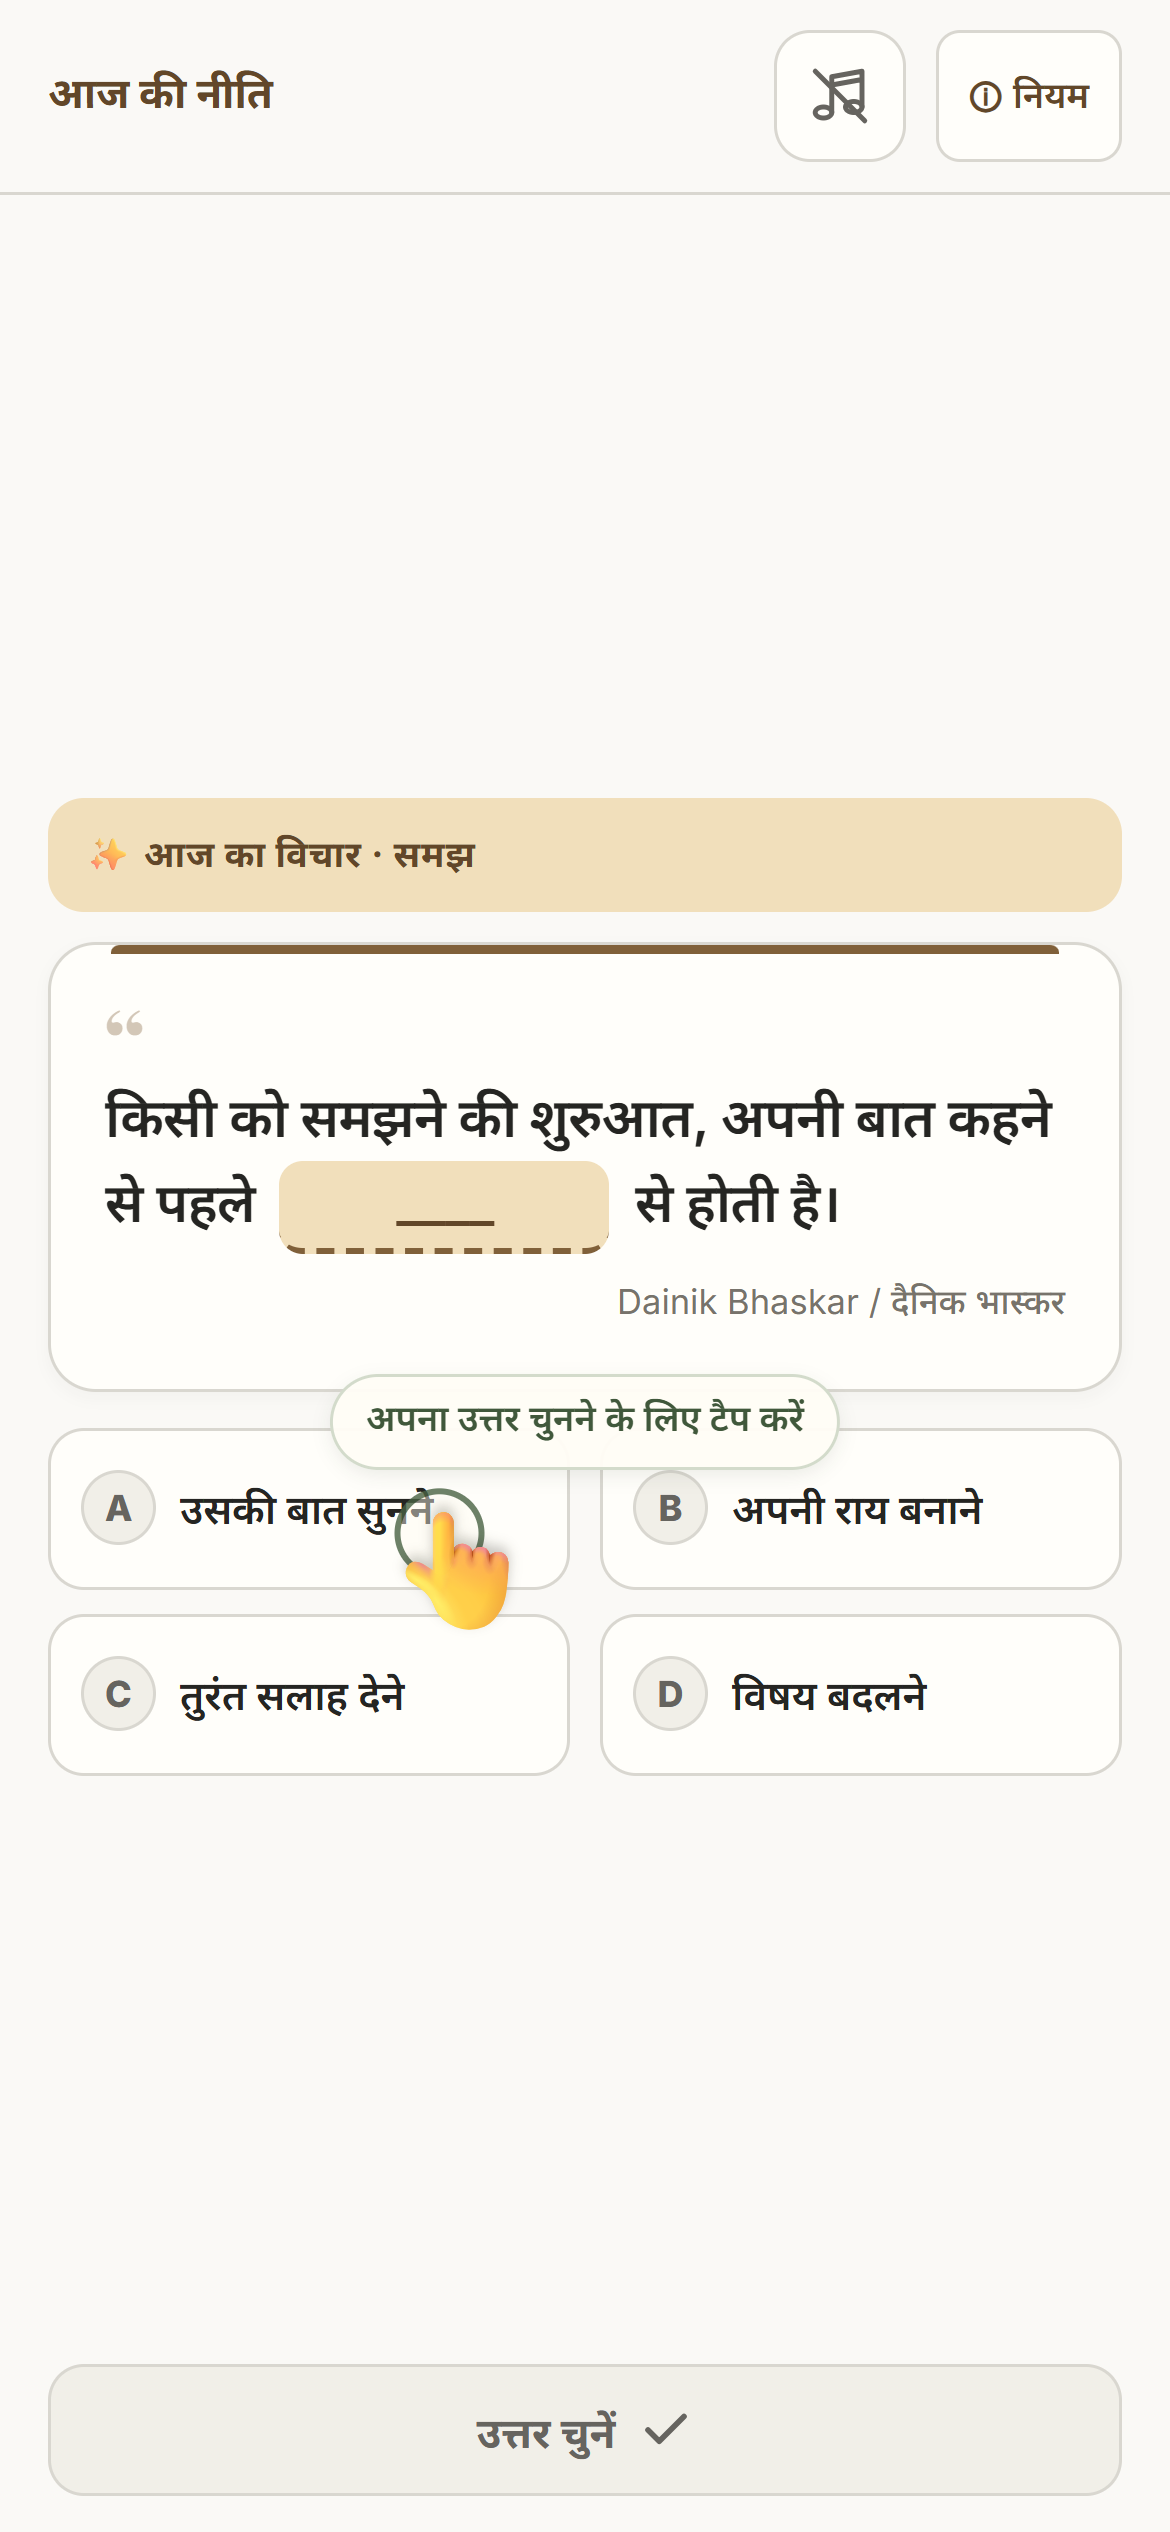 आज की नीति
नियम
आज का विचार · समझ
“
किसी को समझने की शुरुआत, अपनी बात कहने
से पहले ____ से होती है।
Dainik Bhaskar / दैनिक भास्कर
अपना उत्तर चुनने के लिए टैप करें
A उसकी बात सुनने
B अपनी राय बनाने
C तुरंत सलाह देने
D विषय बदलने
उत्तर चुनें